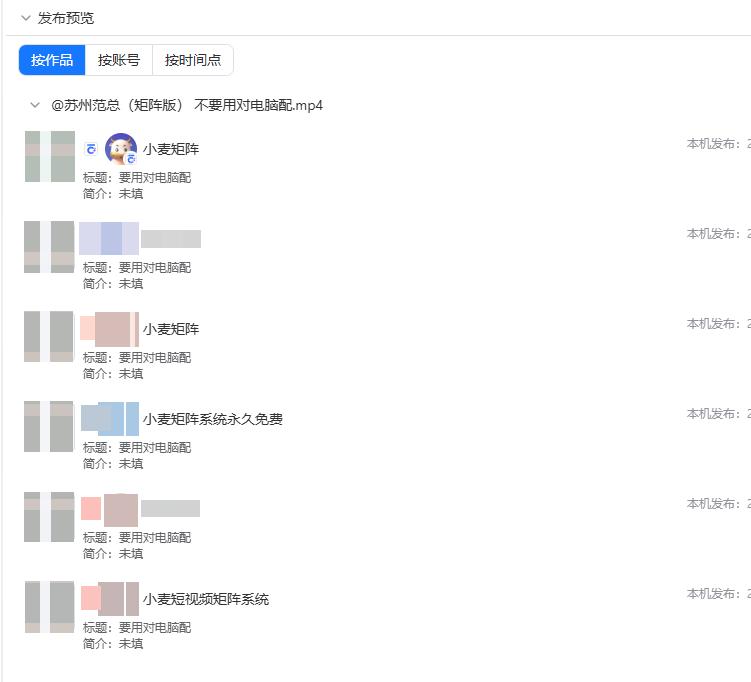 发布预览
按作品 按账号 按时间点
@苏州范总（矩阵版） 不要用对电脑配.mp4
小麦矩阵 本机发布：2
标题：要用对电脑配
简介：未填
本机发布：2
标题：要用对电脑配
简介：未填
小麦矩阵 本机发布：2
标题：要用对电脑配
简介：未填
小麦矩阵系统永久免费 本机发布：2
标题：要用对电脑配
简介：未填
本机发布：2
标题：要用对电脑配
简介：未填
小麦短视频矩阵系统 本机发布：2
标题：要用对电脑配
简介：未填